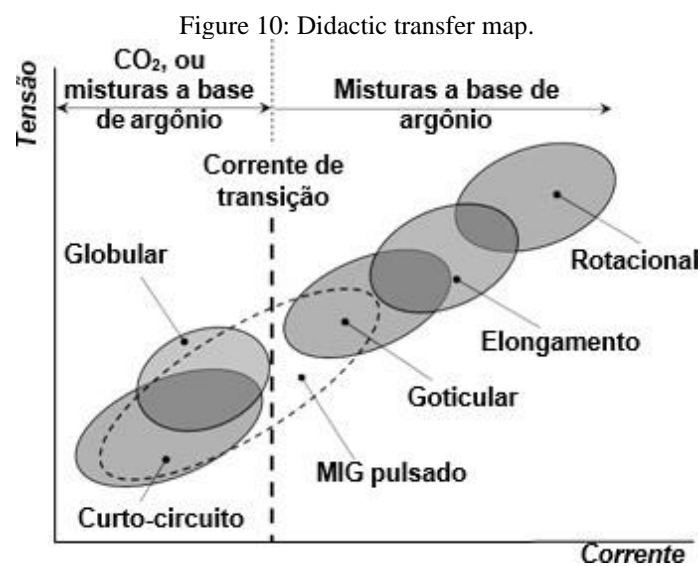 Figure 10: Didactic transfer map.
Tensão
CO₂, ou
misturas a base
de argônio
Misturas a base de
argônio
Corrente de
transição
Globular
Rotacional
Elongamento
Goticular
MIG pulsado
Curto-circuito
Corrente